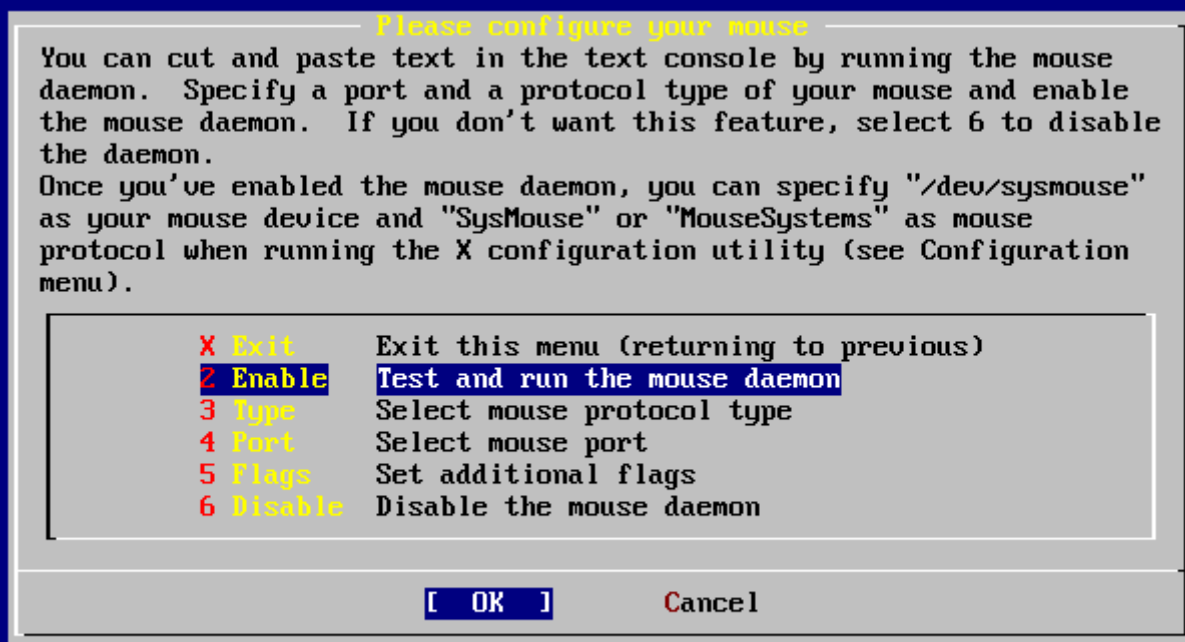 Please configure your mouse
You can cut and paste text in the text console by running the mouse
daemon.  Specify a port and a protocol type of your mouse and enable
the mouse daemon.  If you don't want this feature, select 6 to disable
the daemon.
Once you've enabled the mouse daemon, you can specify "/dev/sysmouse"
as your mouse device and "SysMouse" or "MouseSystems" as mouse
protocol when running the X configuration utility (see Configuration
menu).
X Exit     Exit this menu (returning to previous)
2 Enable   Test and run the mouse daemon
3 Type     Select mouse protocol type
4 Port     Select mouse port
5 Flags    Set additional flags
6 Disable  Disable the mouse daemon
[  OK  ]       Cancel